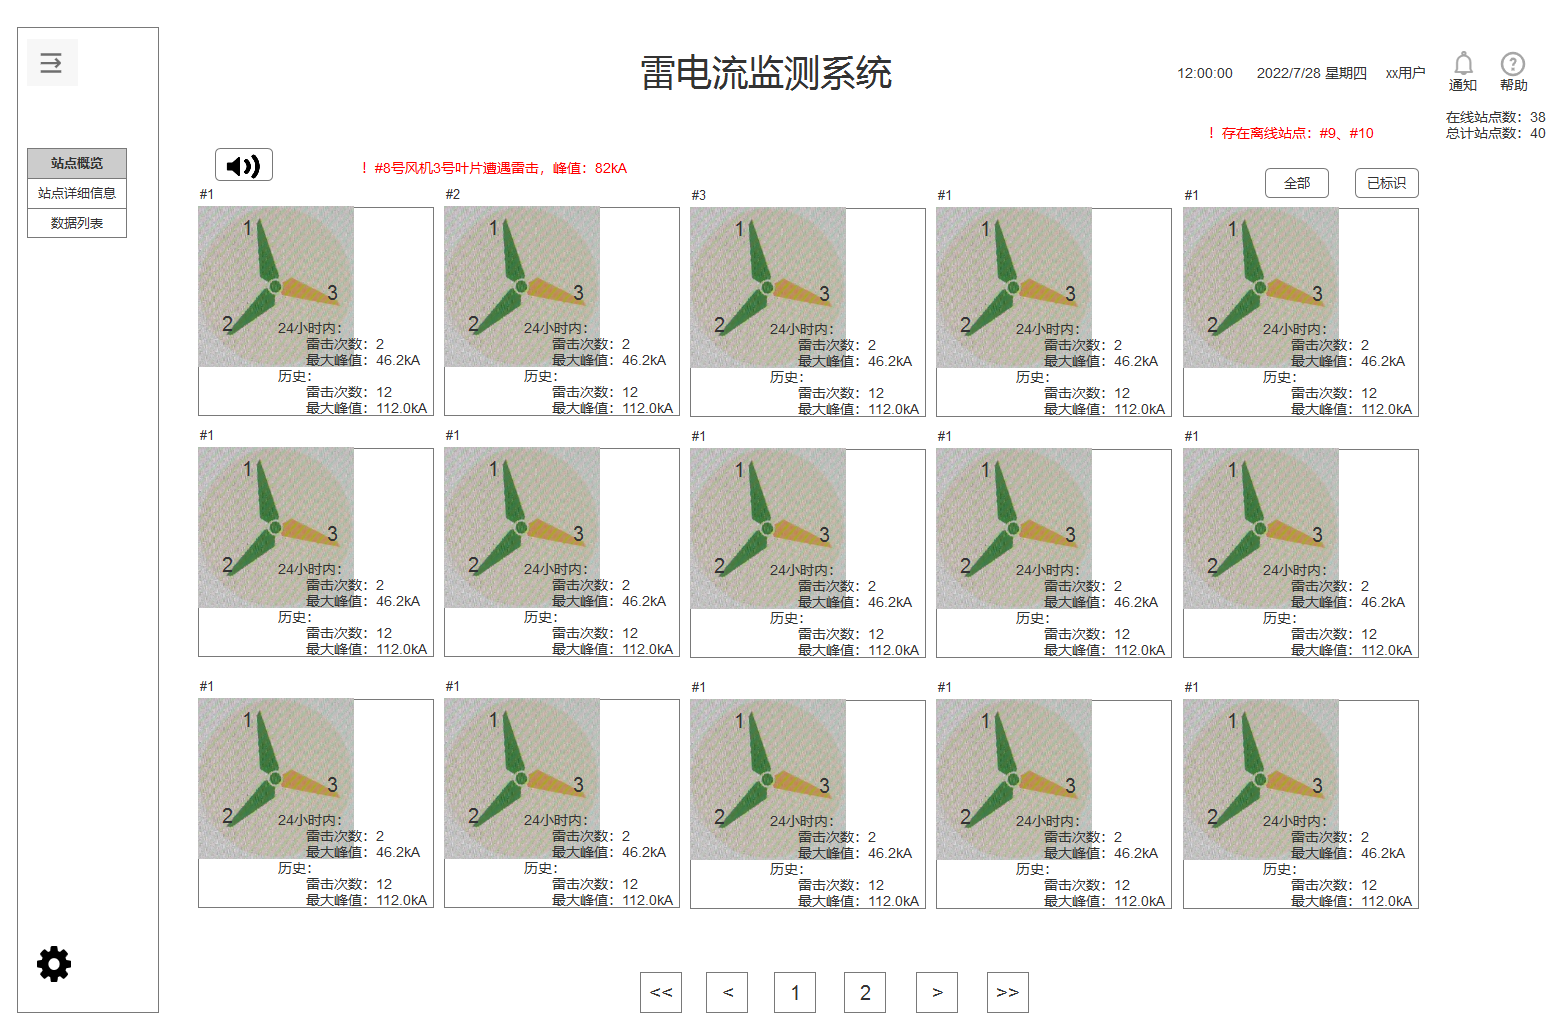 雷电流监测系统
12:00:00
2022/7/28 星期四
xx用户
通知
帮助
在线站点数：38
总计站点数：40
！存在离线站点：#9、#10
站点概览
站点详细信息
数据列表
！#8号风机3号叶片遭遇雷击，峰值：82kA
全部
已标识
#1
1
2
3
24小时内：
雷击次数：2
最大峰值：46.2kA
历史：
雷击次数：12
最大峰值：112.0kA
#2
1
2
3
24小时内：
雷击次数：2
最大峰值：46.2kA
历史：
雷击次数：12
最大峰值：112.0kA
#3
1
2
3
24小时内：
雷击次数：2
最大峰值：46.2kA
历史：
雷击次数：12
最大峰值：112.0kA
#1
1
2
3
24小时内：
雷击次数：2
最大峰值：46.2kA
历史：
雷击次数：12
最大峰值：112.0kA
#1
1
2
3
24小时内：
雷击次数：2
最大峰值：46.2kA
历史：
雷击次数：12
最大峰值：112.0kA
#1
1
2
3
24小时内：
雷击次数：2
最大峰值：46.2kA
历史：
雷击次数：12
最大峰值：112.0kA
#1
1
2
3
24小时内：
雷击次数：2
最大峰值：46.2kA
历史：
雷击次数：12
最大峰值：112.0kA
#1
1
2
3
24小时内：
雷击次数：2
最大峰值：46.2kA
历史：
雷击次数：12
最大峰值：112.0kA
#1
1
2
3
24小时内：
雷击次数：2
最大峰值：46.2kA
历史：
雷击次数：12
最大峰值：112.0kA
#1
1
2
3
24小时内：
雷击次数：2
最大峰值：46.2kA
历史：
雷击次数：12
最大峰值：112.0kA
#1
1
2
3
24小时内：
雷击次数：2
最大峰值：46.2kA
历史：
雷击次数：12
最大峰值：112.0kA
#1
1
2
3
24小时内：
雷击次数：2
最大峰值：46.2kA
历史：
雷击次数：12
最大峰值：112.0kA
#1
1
2
3
24小时内：
雷击次数：2
最大峰值：46.2kA
历史：
雷击次数：12
最大峰值：112.0kA
#1
1
2
3
24小时内：
雷击次数：2
最大峰值：46.2kA
历史：
雷击次数：12
最大峰值：112.0kA
#1
1
2
3
24小时内：
雷击次数：2
最大峰值：46.2kA
历史：
雷击次数：12
最大峰值：112.0kA
<<
<
1
2
>
>>